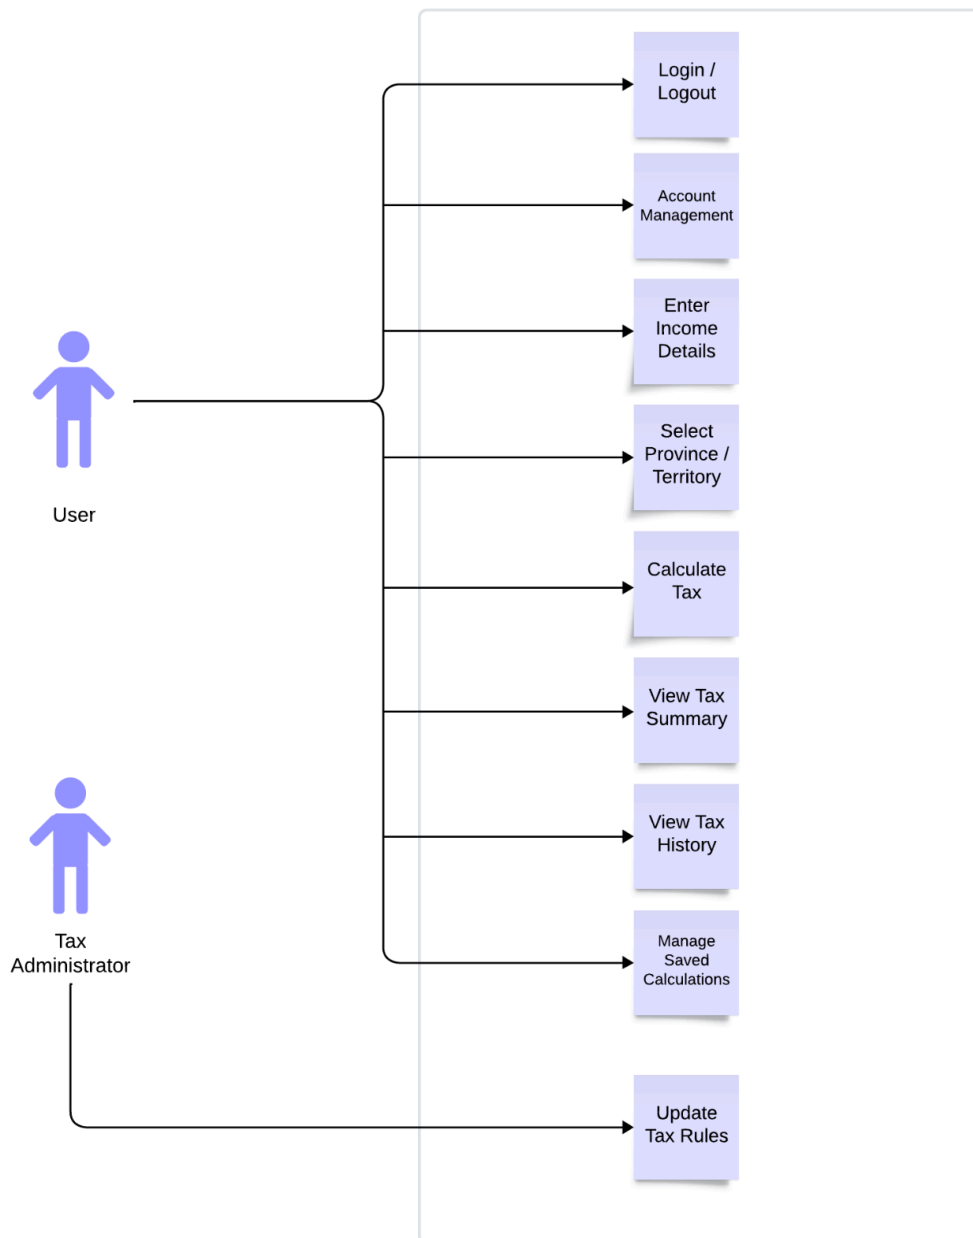 Login /
Logout
Account
Management
Enter
Income
Details
Select
Province /
Territory
User
Calculate
Tax
View Tax
Summary
View Tax
History
Tax
Administrator
Manage
Saved
Calculations
Update
Tax Rules